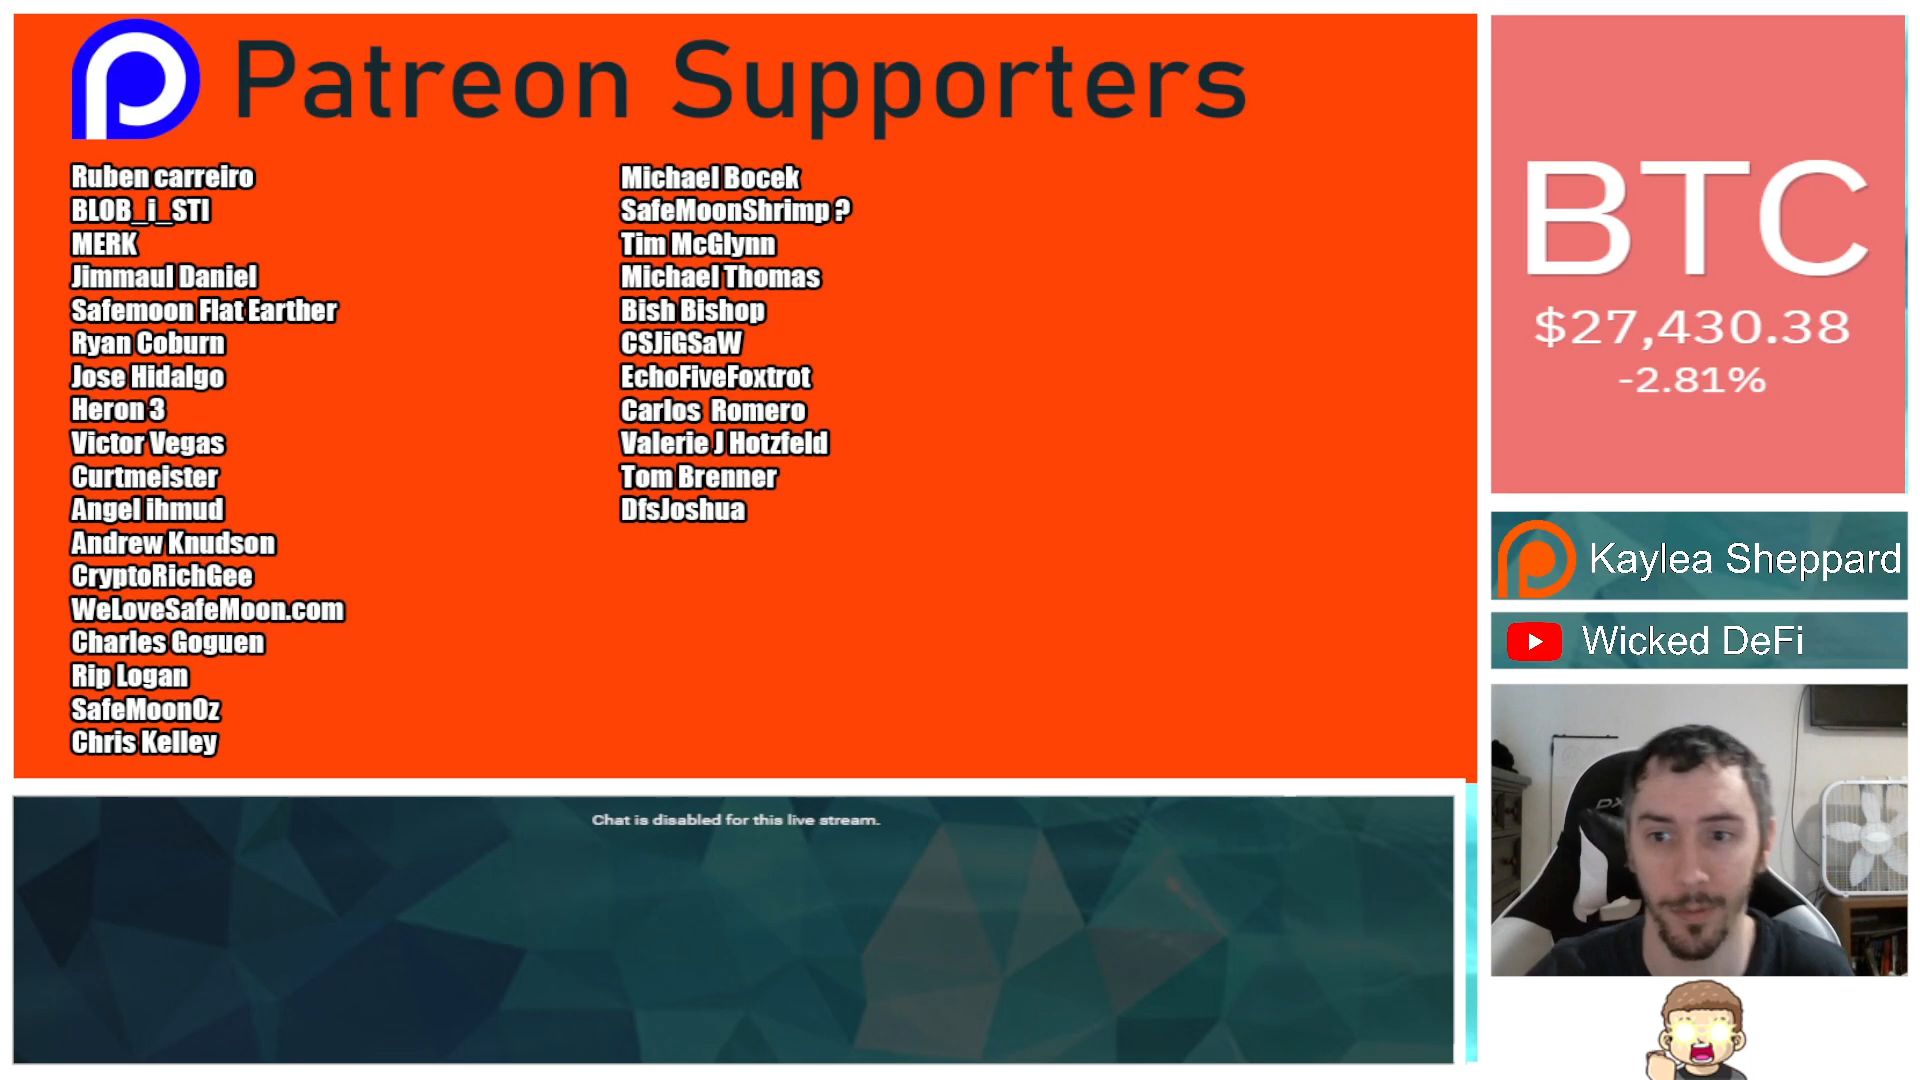 Patreon Supporters
Ruben carreiro
BLOB_i_STI
MERK
Jimmaul Daniel
Safemoon Flat Earther
Ryan Coburn
Jose Hidalgo
Heron 3
Victor Vegas
Curtmeister
Angel ihmud
Andrew Knudson
CryptoRichGee
WeLoveSafeMoon.com
Charles Goguen
Rip Logan
SafeMoonOz
Chris Kelley
Michael Bocek
SafeMoonShrimp ?
Tim McGlynn
Michael Thomas
Bish Bishop
CSJiGSaW
EchoFiveFoxtrot
Carlos Romero
Valerie J Hotzfeld
Tom Brenner
DfsJoshua
BTC
$27,430.38
-2.81%
Kaylea Sheppard
Wicked DeFi
Chat is disabled for this live stream.